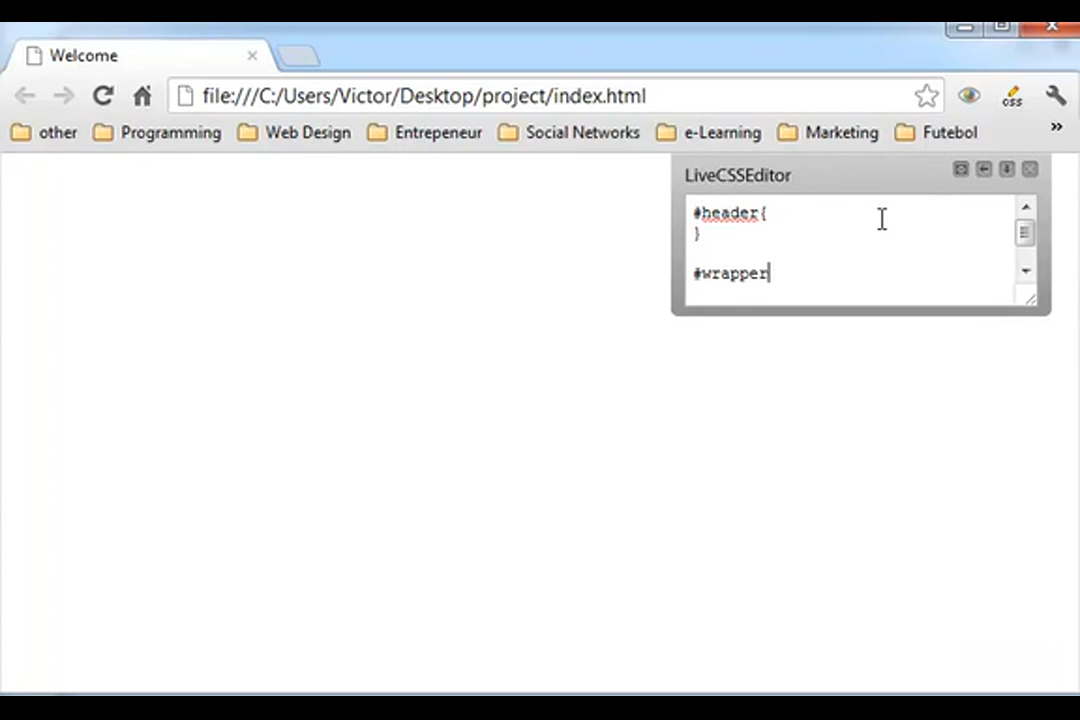 Welcome
file:///C:/Users/Victor/Desktop/project/index.html
css
other Programming Web Design Entrepeneur Social Networks e-Learning Marketing Futebol »
LiveCSSEditor
#header{
}
#wrapper